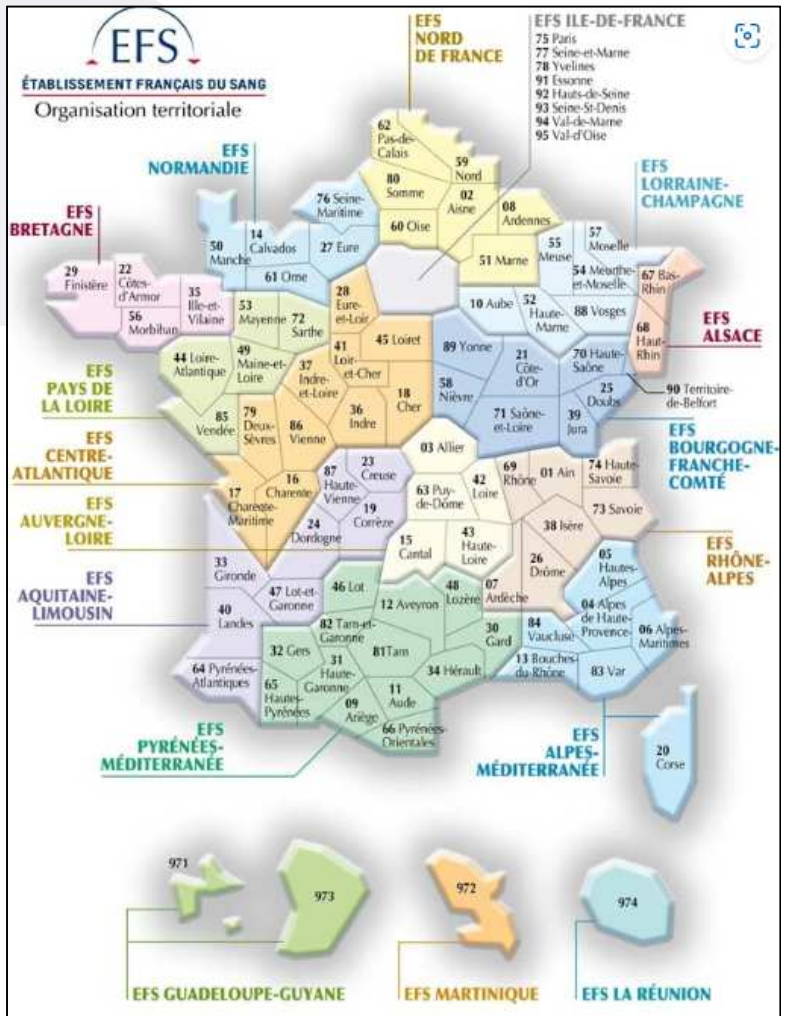 EFS
ÉTABLISSEMENT FRANÇAIS DU SANG
Organisation territoriale
EFS
NORD
DE FRANCE
EFS ILE-DE-FRANCE
75 Paris
77 Seine-et-Marne
78 Yvelines
91 Essonne
92 Hauts-de-Seine
93 Seine-St-Denis
94 Val-de-Marne
95 Val-d'Oise
EFS
NORMANDIE
EFS
LORRAINE-
CHAMPAGNE
EFS
BRETAGNE
62
Pas-de-
Calais
59
Nord
80
Somme
02
Aisne
08
Ardennes
60 Oise
51 Marne
76 Seine-
Maritime
14
Calvados
27 Eure
50
Manche
61 Orne
55
Meuse
57
Moselle
54 Meurthe-
et-Moselle
10 Aube
52
Haute-
Marne
88 Vosges
67 Bas-
Rhin
68
Haut-
Rhin
EFS
ALSACE
29
Finistère
22
Côtes-
d'Armor
35
Ille-et-
Vilaine
56
Morbihan
53
Mayenne
72
Sarthe
44 Loire-
Atlantique
49
Maine-et-
Loire
85
Vendée
EFS
PAYS DE
LA LOIRE
28
Eure-
et-Loir
45 Loiret
41
Loir-
et-Cher
37
Indre-
et-Loire
18
Cher
36
Indre
79
Deux-
Sèvres
86
Vienne
16
Charente
17
Charente-
Maritime
EFS
CENTRE-
ATLANTIQUE
89 Yonne
21
Côte-
d'Or
70 Haute-
Saône
58
Nièvre
25
Doubs
90 Territoire-
de-Belfort
71 Saône-
et-Loire
39
Jura
EFS
BOURGOGNE-
FRANCHE-
COMTÉ
03 Allier
63 Puy-
de-Dôme
42
Loire
15
Cantal
43
Haute-
Loire
EFS
AUVERGNE-
LOIRE
69
Rhône
01 Ain
74 Haute-
Savoie
73 Savoie
38 Isère
26
Drôme
07
Ardèche
EFS
RHÔNE-
ALPES
87
Haute-
Vienne
23
Creuse
19
Corrèze
24
Dordogne
33
Gironde
47 Lot-et-
Garonne
40
Landes
64 Pyrénées-
Atlantiques
EFS
AQUITAINE-
LIMOUSIN
46 Lot
12 Aveyron
48
Lozère
30
Gard
82 Tarn-et-
Garonne
32 Gers
31
Haute-
Garonne
81Tarn
34 Hérault
65
Hautes-
Pyrénées
09
Ariège
11
Aude
66 Pyrénées-
Orientales
EFS
PYRÉNÉES-
MÉDITERRANÉE
05
Hautes-
Alpes
04 Alpes
de Haute-
Provence
06 Alpes-
Maritimes
84
Vaucluse
13 Bouches-
du-Rhône
83 Var
20
Corse
EFS
ALPES-
MÉDITERRANÉE
971
973
972
974
EFS GUADELOUPE-GUYANE
EFS MARTINIQUE
EFS LA RÉUNION